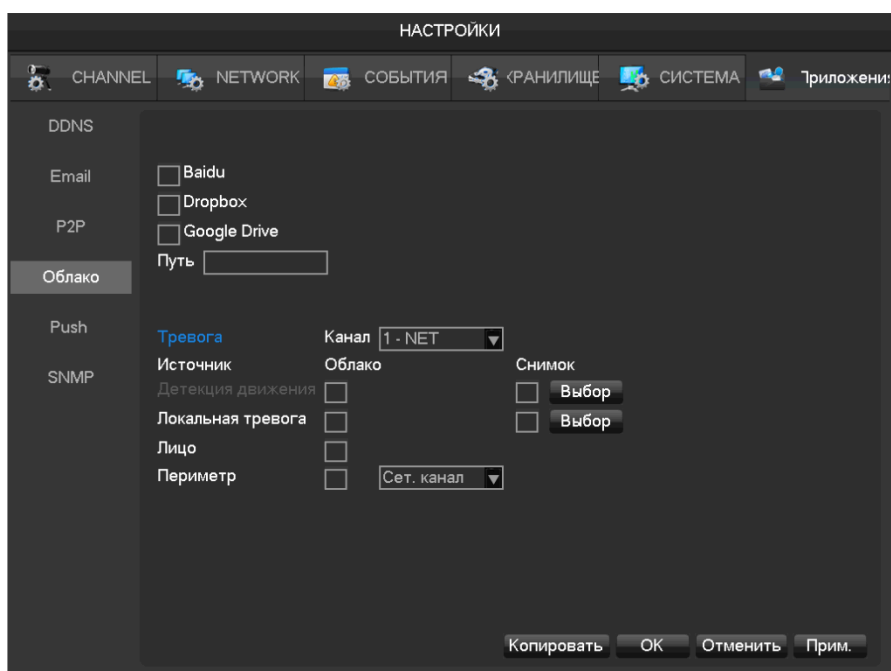 НАСТРОЙКИ
CHANNEL NETWORK СОБЫТИЯ ХРАНИЛИЩЕ СИСТЕМА Приложения
DDNS
Email
P2P
Облако
Push
SNMP
Baidu
Dropbox
Google Drive
Путь
Тревога Канал 1 - NET
Источник Облако Снимок
Детекция движения Выбор
Локальная тревога Выбор
Лицо
Периметр Сет. канал
Копировать OK Отменить Прим.